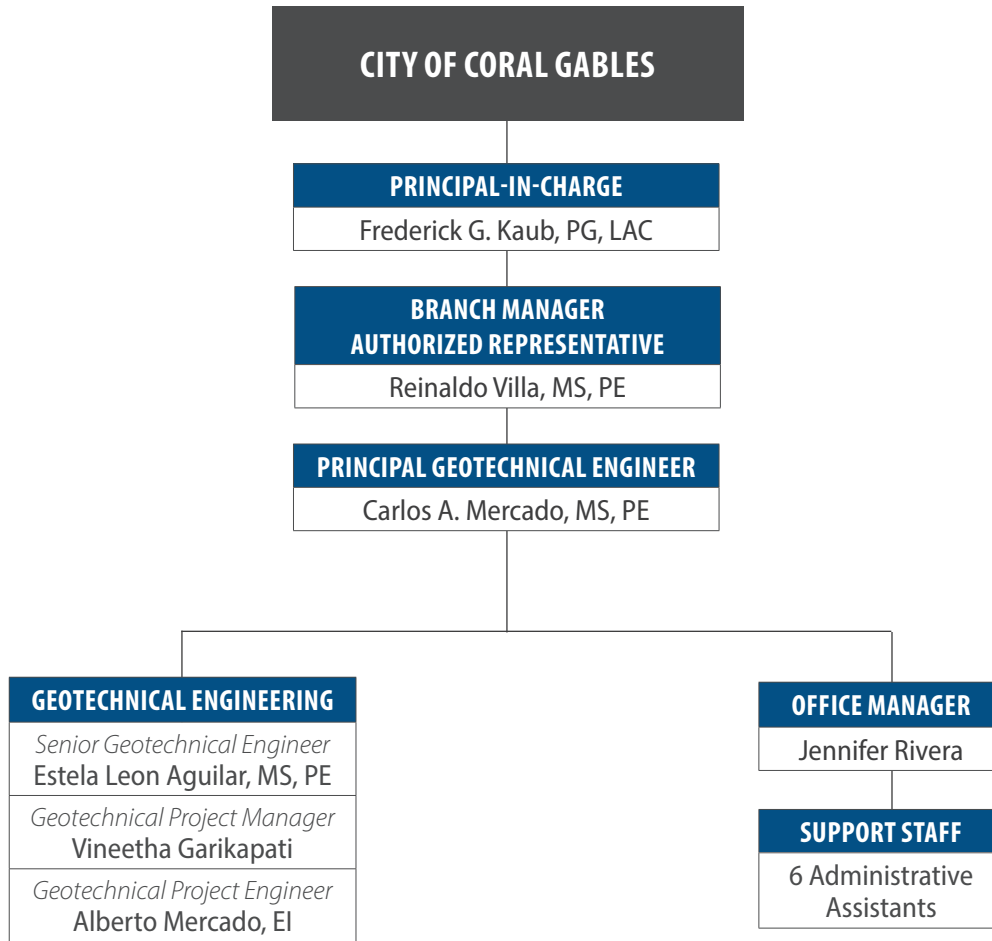 CITY OF CORAL GABLES
PRINCIPAL-IN-CHARGE
Frederick G. Kaub, PG, LAC
BRANCH MANAGER
AUTHORIZED REPRESENTATIVE
Reinaldo Villa, MS, PE
PRINCIPAL GEOTECHNICAL ENGINEER
Carlos A. Mercado, MS, PE
GEOTECHNICAL ENGINEERING
Senior Geotechnical Engineer
Estela Leon Aguilar, MS, PE
Geotechnical Project Manager
Vineetha Garikapati
Geotechnical Project Engineer
Alberto Mercado, EI
OFFICE MANAGER
Jennifer Rivera
SUPPORT STAFF
6 Administrative
Assistants